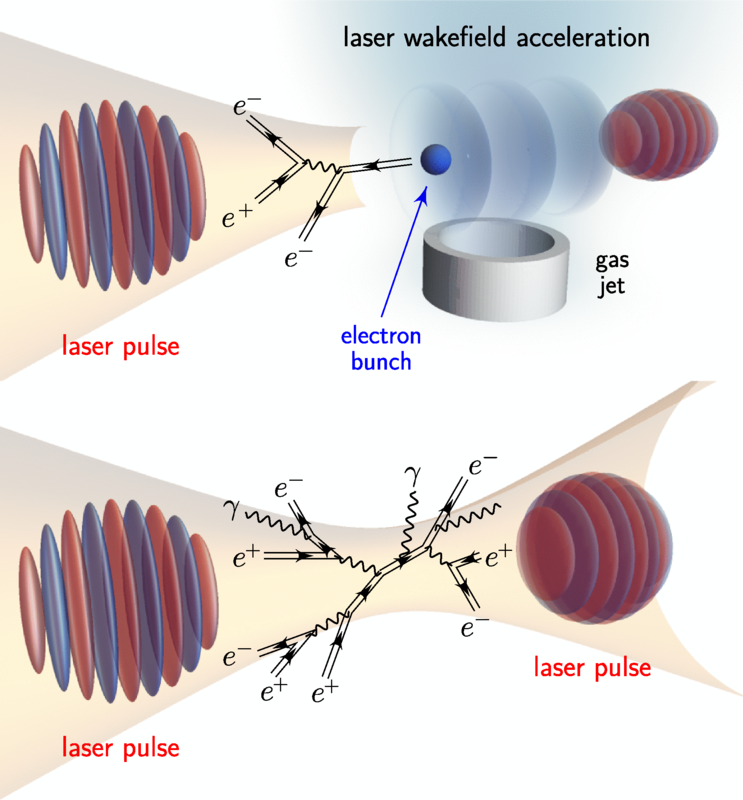 laser wakefield acceleration
e⁻
e⁺
e⁻
gas
jet
laser pulse
electron
bunch
γ
e⁻
e⁻
γ
e⁺
e⁺
e⁻
e⁻
e⁺
e⁺
laser pulse
laser pulse